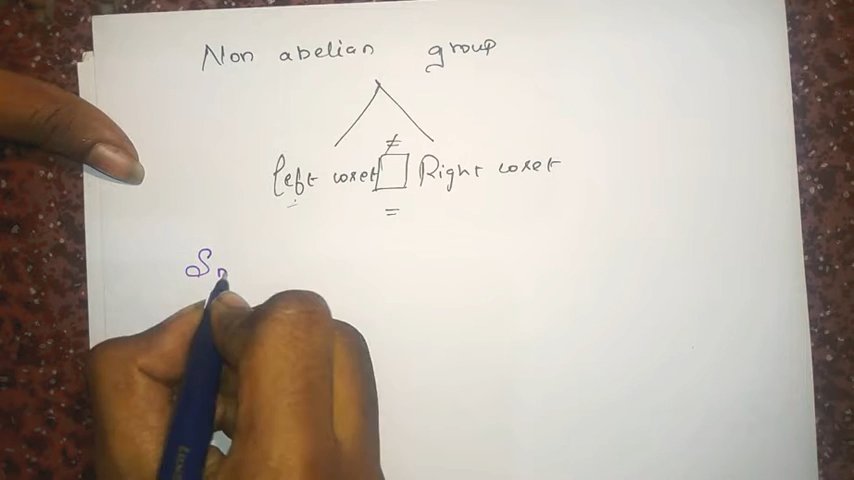 Non abelian group
≠
left coset Right coset
=
Sn